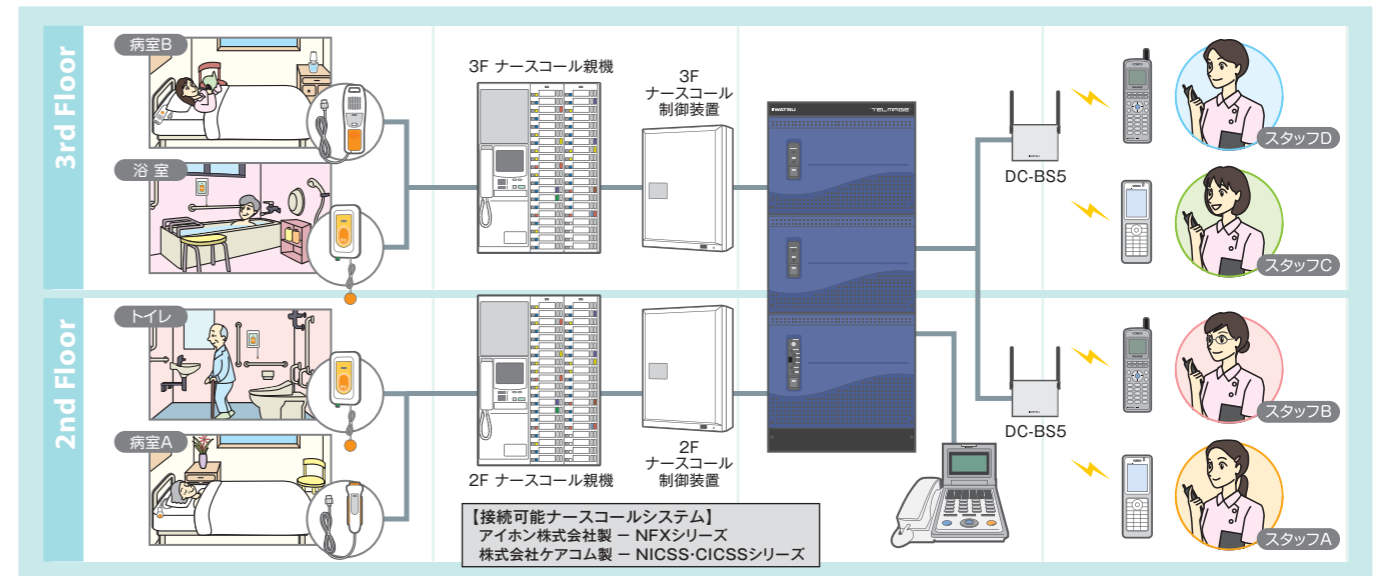 3rd Floor
病室B
浴 室
3F ナースコール親機
3F
ナースコール
制御装置
IWATSU
TELMAGE
DC-BS5
スタッフD
スタッフC
2nd Floor
トイレ
病室A
2F ナースコール親機
2F
ナースコール
制御装置
DC-BS5
スタッフB
スタッフA
【接続可能ナースコールシステム】
アイホン株式会社製 － NFXシリーズ
株式会社ケアコム製 － NICSS・CICSSシリーズ